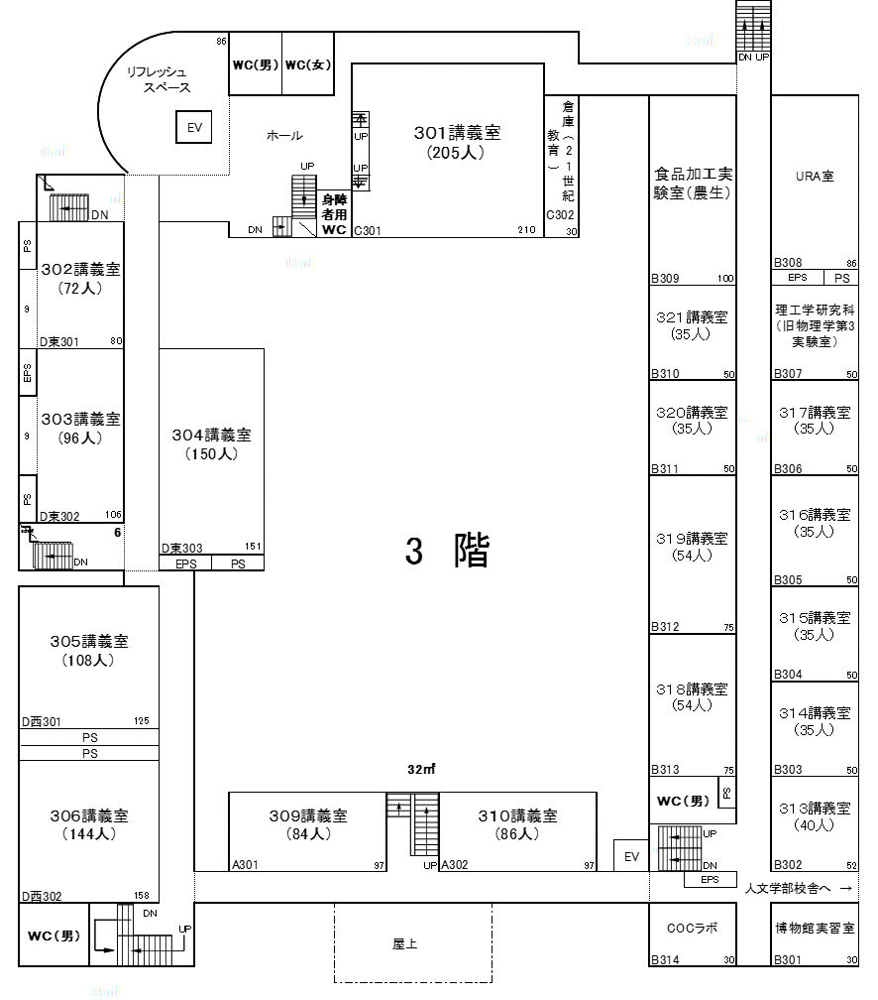 86
リフレッシュ
スペース
EV
WC(男)
WC(女)
ホール
UP
DN
身障
者用
WC
UP
UP
301講義室
(205人)
C301
210
倉庫(21世紀
教育)
C302
30
DN UP
食品加工実
験室(農生)
B309
100
URA室
B308
86
EPS
PS
DN
PS
302講義室
(72人)
9
D東301
80
EPS
303講義室
(96人)
9
PS
D東302
106
6
DN
304講義室
(150人)
D東303
151
EPS
PS
321講義室
(35人)
B310
50
理工学研究科
(旧物理学第3
実験室)
B307
50
320講義室
(35人)
B311
50
317講義室
(35人)
B306
50
3 階
319講義室
(54人)
B312
75
316講義室
(35人)
B305
50
315講義室
(35人)
B304
50
305講義室
(108人)
D西301
125
PS
PS
306講義室
(144人)
D西302
158
318講義室
(54人)
B313
75
314講義室
(35人)
B303
50
32㎡
309講義室
(84人)
A301
97
UP
310講義室
(86人)
A302
97
WC(男)
PS
313講義室
(40人)
B302
52
EV
UP
DN
EPS
人文学部校舎へ →
WC(男)
DN
UP
屋上
COCラボ
B314
30
博物館実習室
B301
30